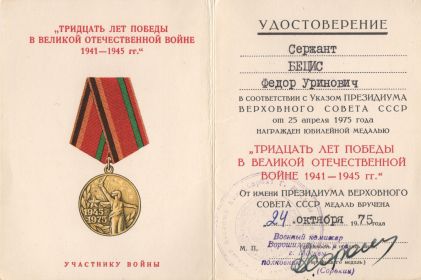 „ТРИДЦАТЬ ЛЕТ ПОБЕДЫ
В ВЕЛИКОЙ ОТЕЧЕСТВЕННОЙ ВОЙНЕ
1941—1945 гг.“
1945
1975
УЧАСТНИКУ ВОЙНЫ
УДОСТОВЕРЕНИЕ
Сержант
БЕЦИС
Федор Уринович
В СООТВЕТСТВИИ С УКАЗОМ ПРЕЗИДИУМА
ВЕРХОВНОГО СОВЕТА СССР
от 25 апреля 1975 года
НАГРАЖДЕН ЮБИЛЕЙНОЙ МЕДАЛЬЮ
„ТРИДЦАТЬ ЛЕТ ПОБЕДЫ
В ВЕЛИКОЙ ОТЕЧЕСТВЕННОЙ
ВОЙНЕ 1941—1945 гг.“
От имени ПРЕЗИДИУМА ВЕРХОВНОГО
СОВЕТА СССР МЕДАЛЬ ВРУЧЕНА
24 октября 1975 года
Военный комиссар
М. П.
полковник
(Сорокин)